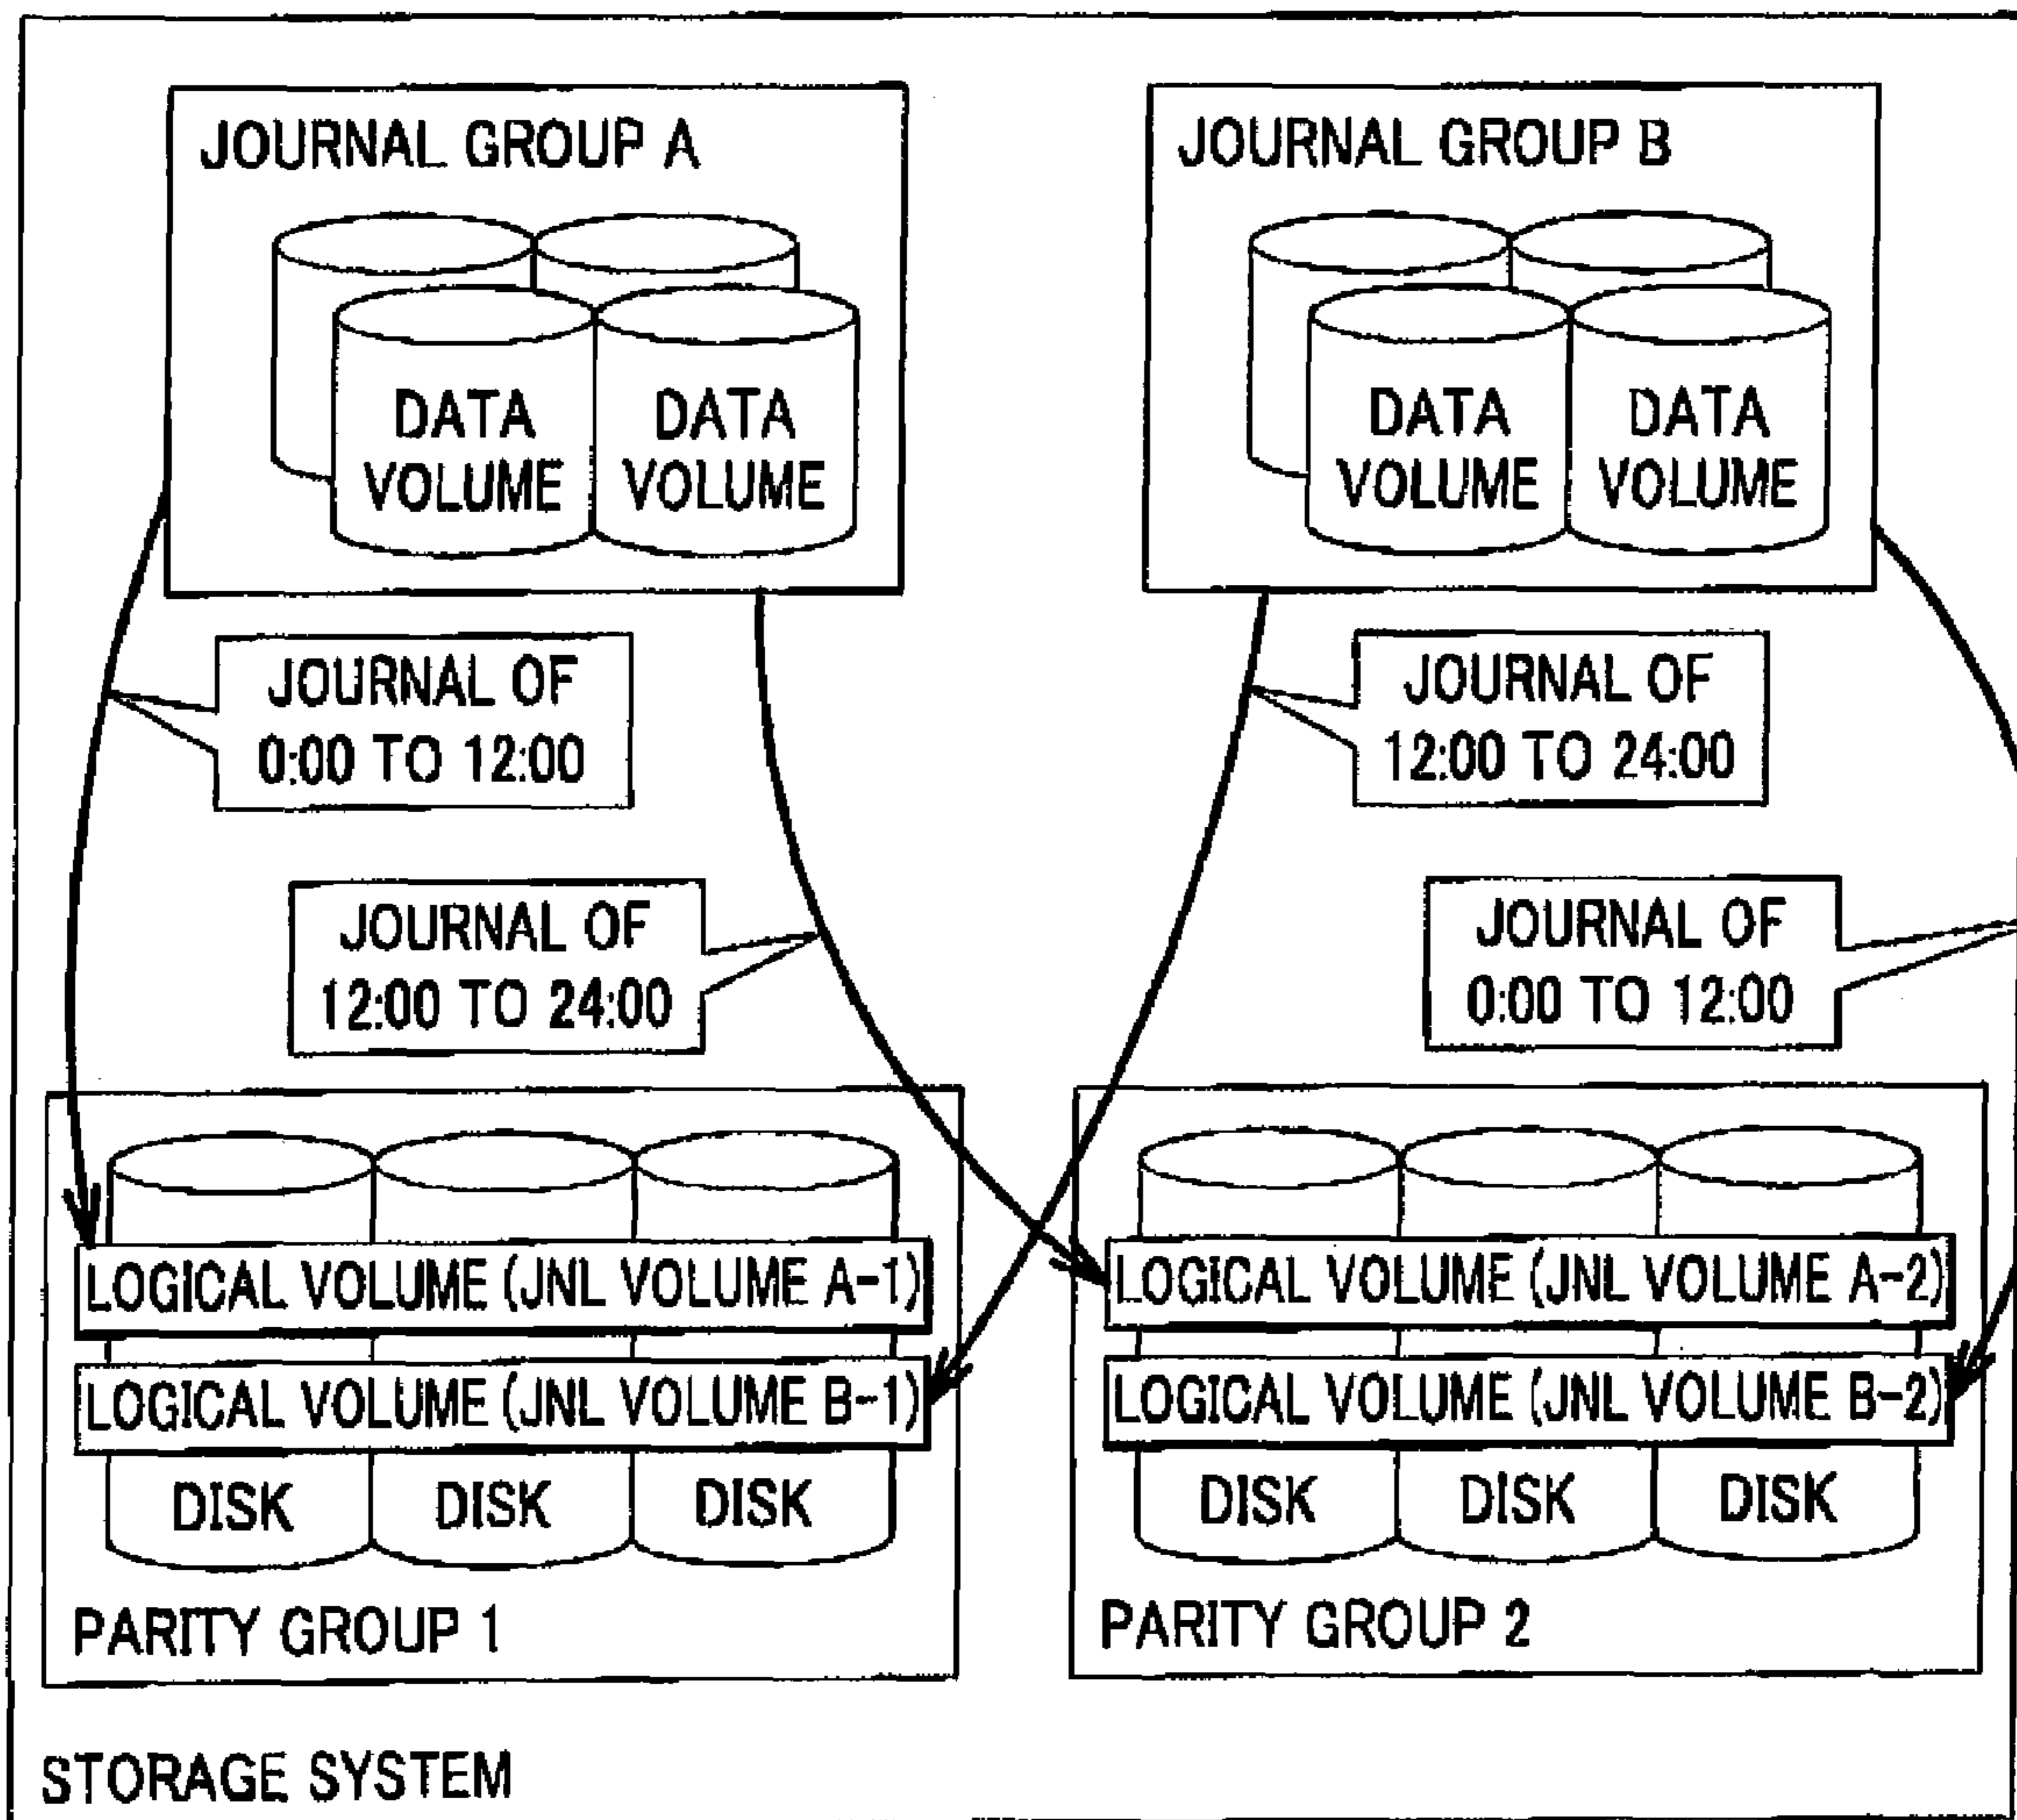 JOURNAL GROUP A
DATA
VOLUME
DATA
VOLUME
JOURNAL GROUP B
DATA
VOLUME
DATA
VOLUME
JOURNAL OF
0:00 TO 12:00
JOURNAL OF
12:00 TO 24:00
JOURNAL OF
12:00 TO 24:00
JOURNAL OF
0:00 TO 12:00
LOGICAL VOLUME (JNL VOLUME A-1)
LOGICAL VOLUME (JNL VOLUME B-1)
DISK
DISK
DISK
PARITY GROUP 1
LOGICAL VOLUME (JNL VOLUME A-2)
LOGICAL VOLUME (JNL VOLUME B-2)
DISK
DISK
DISK
PARITY GROUP 2
STORAGE SYSTEM